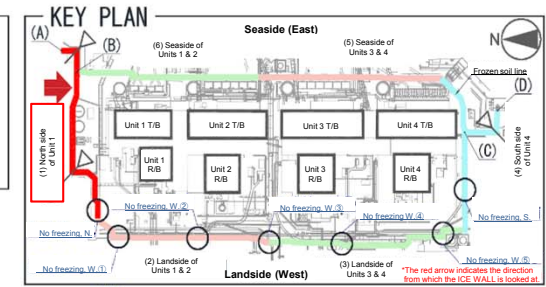 KEY PLAN
Seaside (East)
N
(A)
(B)
(6) Seaside of
Units 1 & 2
(5) Seaside of
Units 3 & 4
Frozen soil line
(D)
(1) North side
of Unit 1
Unit 1 T/B
Unit 2 T/B
Unit 3 T/B
Unit 4 T/B
(C)
(4) South side
of Unit 4
Unit 1
R/B
Unit 2
R/B
Unit 3
R/B
Unit 4
R/B
No freezing, W.②
No freezing, W.③
No freezing W.④
No freezing, S.
No freezing, N.
No freezing, W.①
No freezing, W.⑤
(2) Landside of
Units 1 & 2
Landside (West)
(3) Landside of
Units 3 & 4
*The red arrow indicates the direction
from which the ICE WALL is looked at.